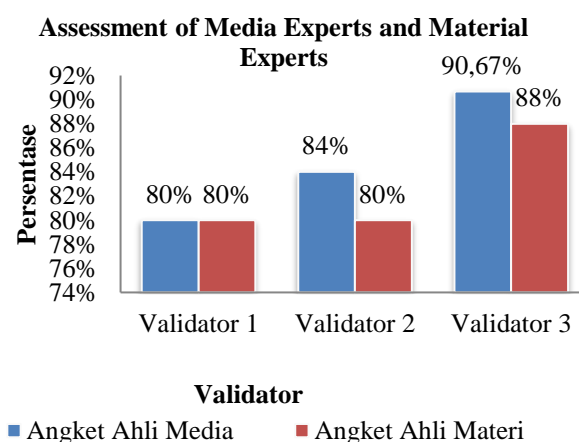 Assessment of Media Experts and Material
Experts
Persentase
92%
90%
88%
86%
84%
82%
80%
78%
76%
74%
80%
80%
84%
80%
90,67%
88%
Validator 1
Validator 2
Validator 3
Validator
Angket Ahli Media
Angket Ahli Materi